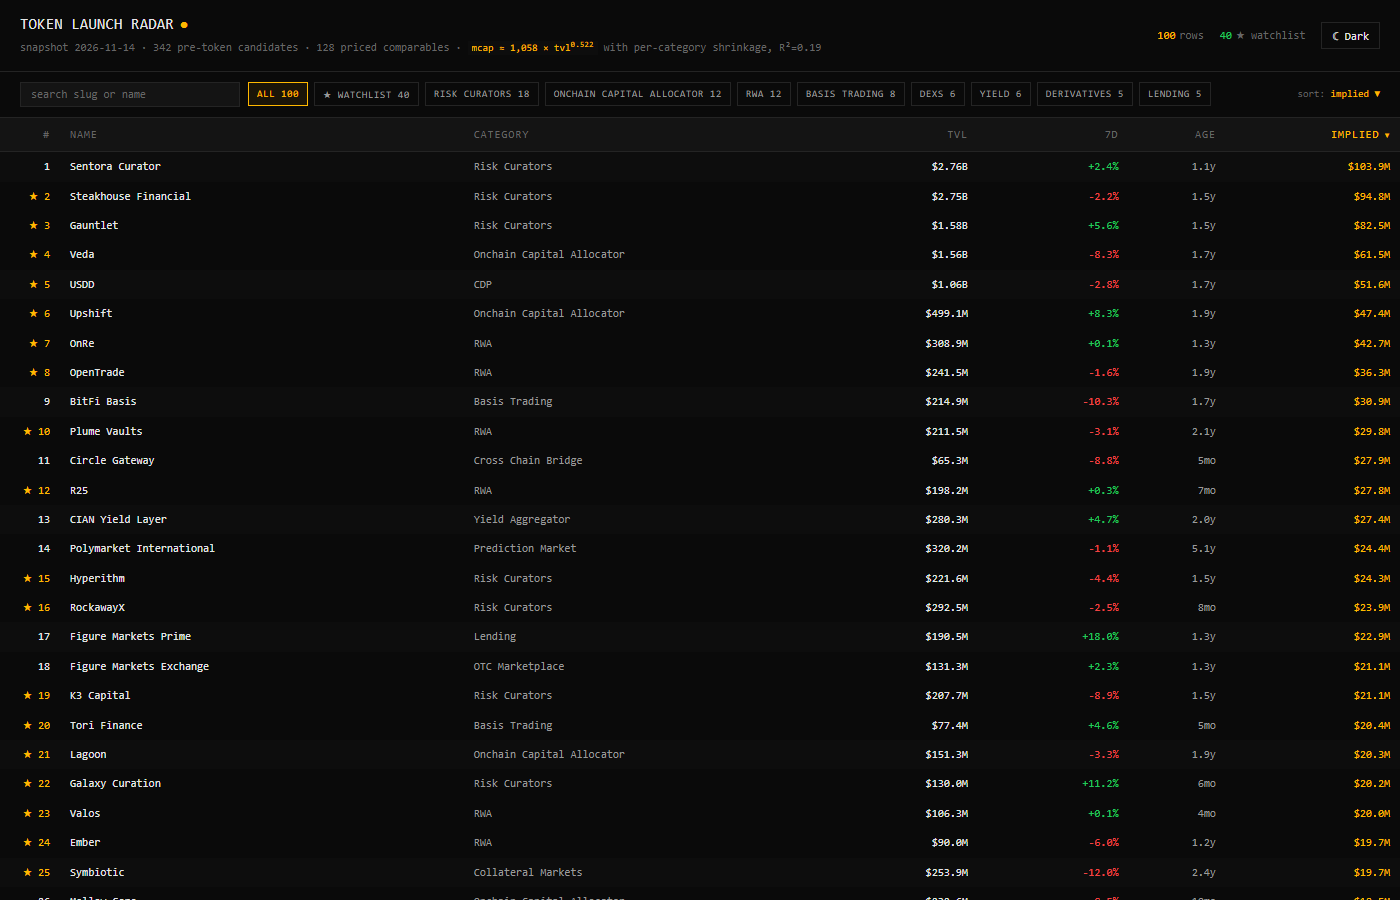 TOKEN LAUNCH RADAR
snapshot 2026-11-14 · 342 pre-token candidates · 128 priced comparables · mcap = 1,058 × tvl^0.522 with per-category shrinkage, R²=0.19
100 rows 40 ★ watchlist ☾ Dark
search slug or name ALL 100 ★ WATCHLIST 40 RISK CURATORS 18 ONCHAIN CAPITAL ALLOCATOR 12 RWA 12 BASIS TRADING 8 DEXS 6 YIELD 6 DERIVATIVES 5 LENDING 5 sort: implied ▼
# NAME CATEGORY TVL 7D AGE IMPLIED ▼
1 Sentora Curator Risk Curators $2.76B +2.4% 1.1y $103.9M
★ 2 Steakhouse Financial Risk Curators $2.75B -2.2% 1.5y $94.8M
★ 3 Gauntlet Risk Curators $1.58B +5.6% 1.5y $82.5M
★ 4 Veda Onchain Capital Allocator $1.56B -8.3% 1.7y $61.5M
★ 5 USDD CDP $1.06B -2.8% 1.7y $51.6M
★ 6 Upshift Onchain Capital Allocator $499.1M +8.3% 1.9y $47.4M
★ 7 OnRe RWA $308.9M +0.1% 1.3y $42.7M
★ 8 OpenTrade RWA $241.5M -1.6% 1.9y $36.3M
9 BitFi Basis Basis Trading $214.9M -10.3% 1.7y $30.9M
★ 10 Plume Vaults RWA $211.5M -3.1% 2.1y $29.8M
11 Circle Gateway Cross Chain Bridge $65.3M -8.8% 5mo $27.9M
★ 12 R25 RWA $198.2M +0.3% 7mo $27.8M
13 CIAN Yield Layer Yield Aggregator $280.3M +4.7% 2.0y $27.4M
14 Polymarket International Prediction Market $320.2M -1.1% 5.1y $24.4M
★ 15 Hyperithm Risk Curators $221.6M -4.4% 1.5y $24.3M
★ 16 RockawayX Risk Curators $292.5M -2.5% 8mo $23.9M
17 Figure Markets Prime Lending $190.5M +18.0% 1.3y $22.9M
18 Figure Markets Exchange OTC Marketplace $131.3M +2.3% 1.3y $21.1M
★ 19 K3 Capital Risk Curators $207.7M -8.9% 1.5y $21.1M
★ 20 Tori Finance Basis Trading $77.4M +4.6% 5mo $20.4M
★ 21 Lagoon Onchain Capital Allocator $151.3M -3.3% 1.9y $20.3M
★ 22 Galaxy Curation Risk Curators $130.0M +11.2% 6mo $20.2M
★ 23 Valos RWA $106.3M +0.1% 4mo $20.0M
★ 24 Ember RWA $90.0M -6.0% 1.2y $19.7M
★ 25 Symbiotic Collateral Markets $253.9M -12.0% 2.4y $19.7M